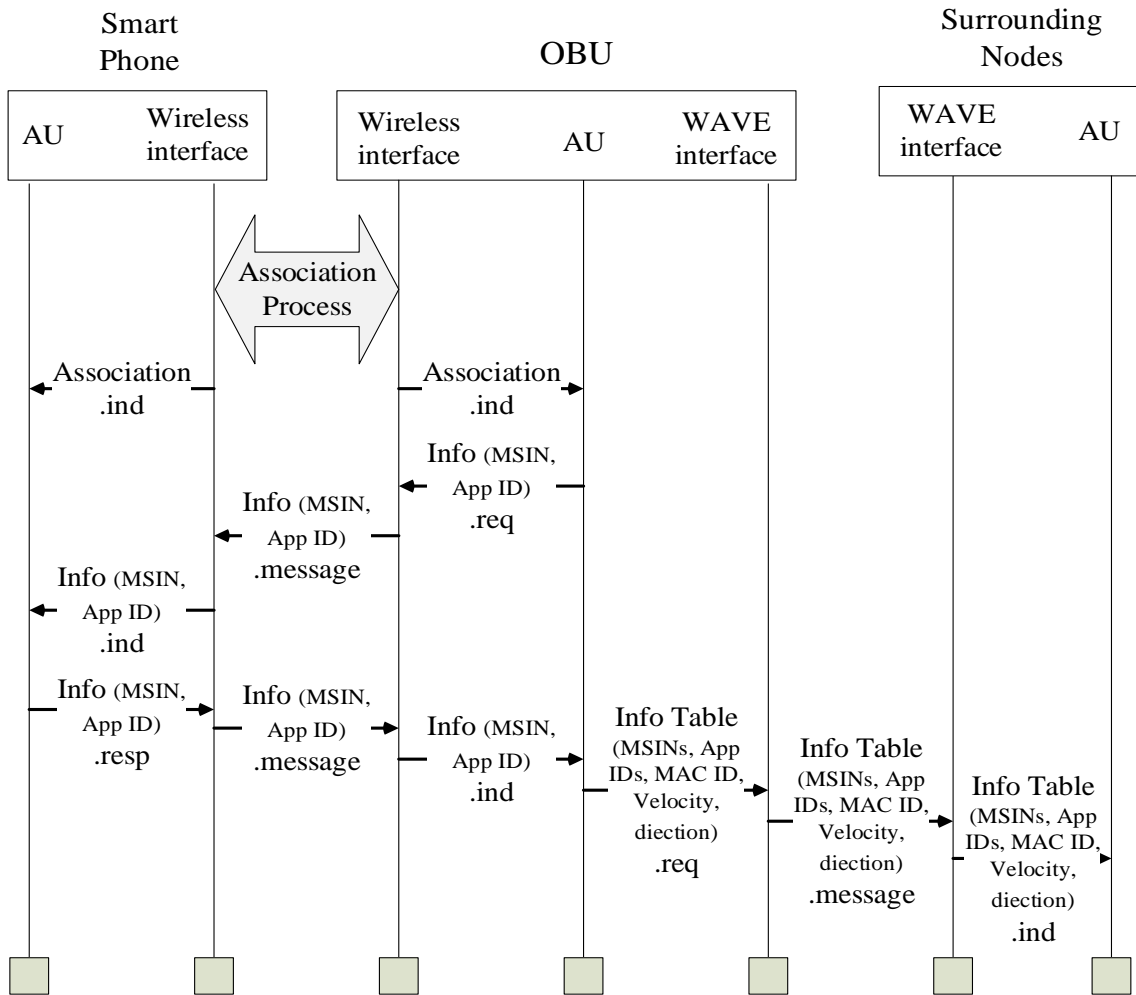 Smart
Phone
OBU
Surrounding
Nodes
AU
Wireless
interface
Wireless
interface
AU
WAVE
interface
WAVE
interface
AU
Association
Process
Association
.ind
Association
.ind
Info (MSIN,
App ID)
.req
Info (MSIN,
App ID)
.message
Info (MSIN,
App ID)
.ind
Info (MSIN,
App ID)
.resp
Info (MSIN,
App ID)
.message
Info (MSIN,
App ID)
.ind
Info Table
(MSINs, App
IDs, MAC ID,
Velocity,
diection)
.req
Info Table
(MSINs, App
IDs, MAC ID,
Velocity,
diection)
.message
Info Table
(MSINs, App
IDs, MAC ID,
Velocity,
diection)
.ind